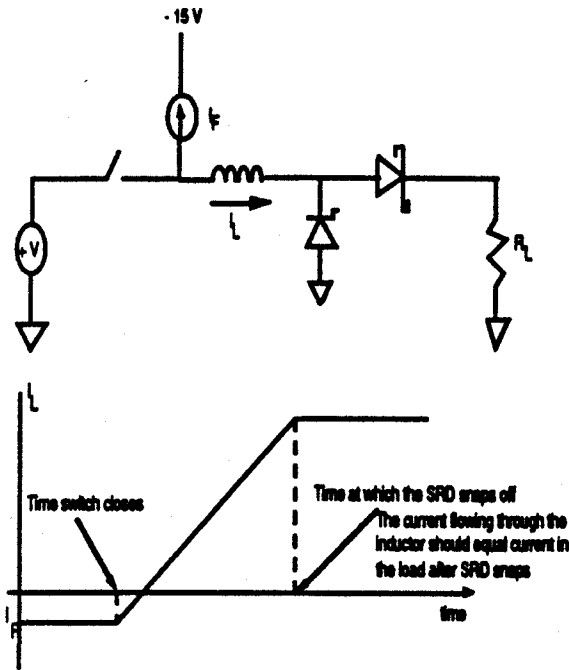 - 15 V
I_F
I_L
+ V
R_L
I_L
Time switch closes
Time at which the SRD snaps off
The current flowing through the
inductor should equal current in
the load after SRD snaps
I_F
time